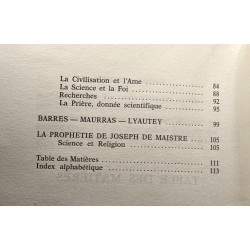 La Civilisation et l'Ame 84
La Science et la Foi 88
Recherches 92
La Prière, donnée scientifique 95
BARRES — MAURRAS — LYAUTEY 99
LA PROPHETIE DE JOSEPH DE MAISTRE 105
Science et Religion 105
Table des Matières 111
Index alphabétique 113